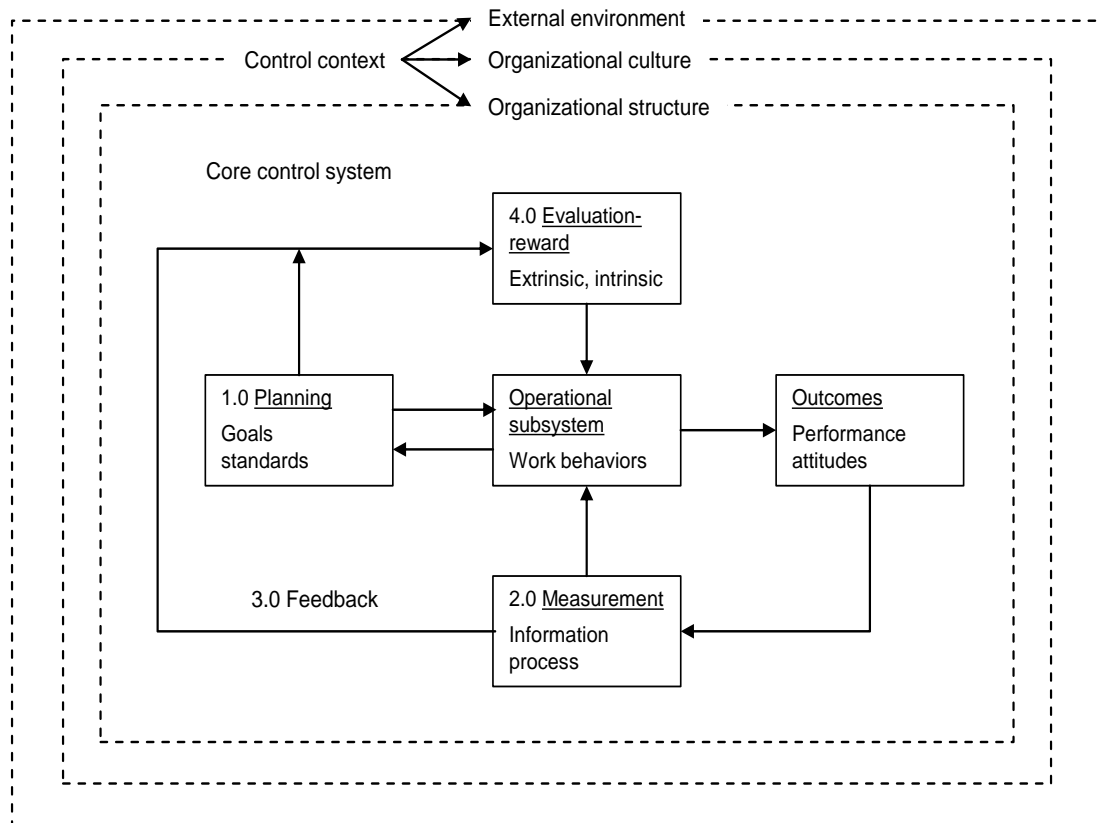 External environment
Control context
Organizational culture
Organizational structure
Core control system
4.0 Evaluation-
reward
Extrinsic, intrinsic
1.0 Planning
Goals
standards
Operational
subsystem
Work behaviors
Outcomes
Performance
attitudes
3.0 Feedback
2.0 Measurement
Information
process